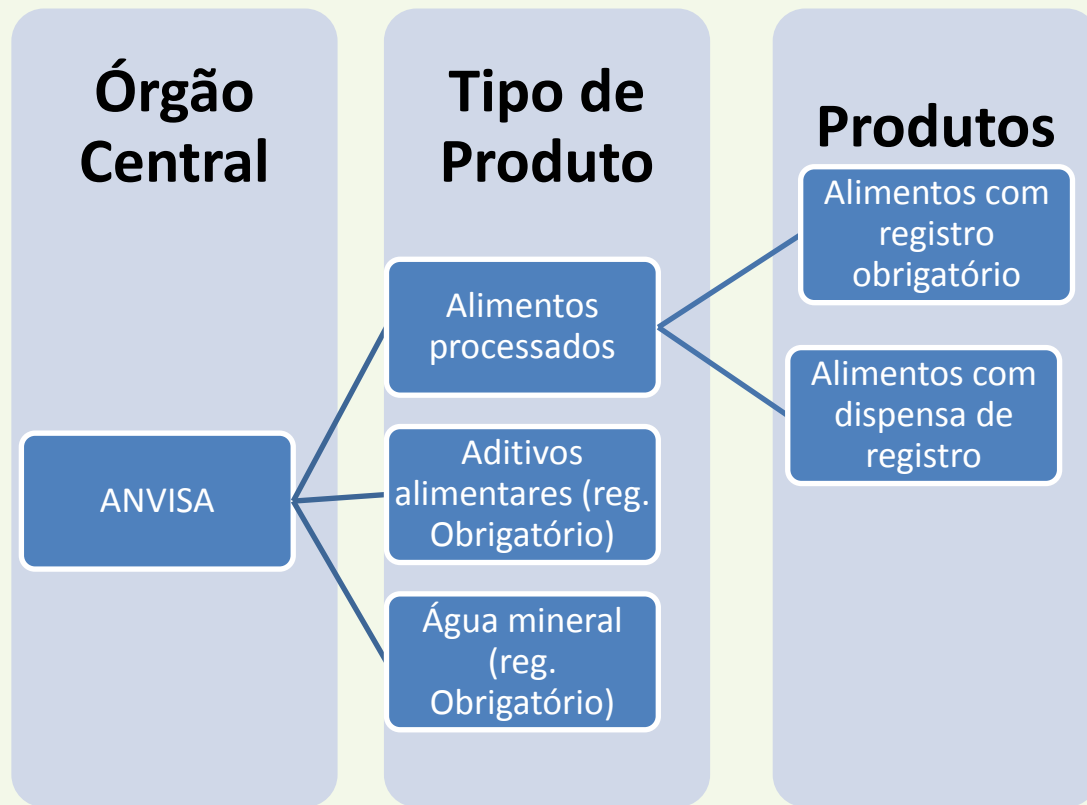 Órgão
Central
Tipo de
Produto
Produtos
ANVISA
Alimentos
processados
Aditivos
alimentares (reg.
Obrigatório)
Água mineral
(reg.
Obrigatório)
Alimentos com
registro
obrigatório
Alimentos com
dispensa de
registro